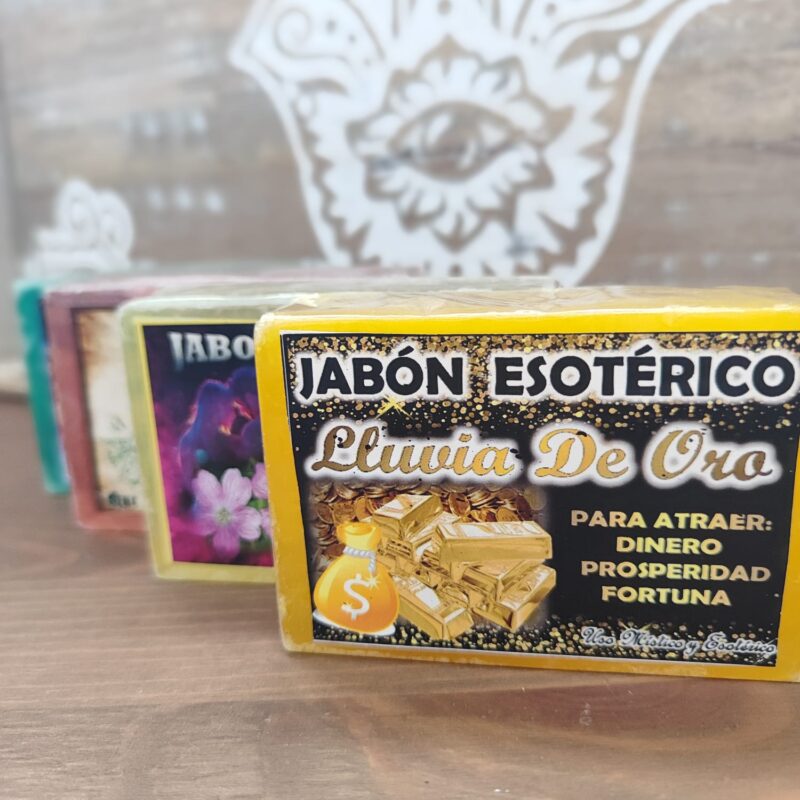 JABÓN ESOTÉRICO
Lluvia De Oro
PARA ATRAER:
DINERO
PROSPERIDAD
FORTUNA
Uso Místico y Esotérico
$
JABO